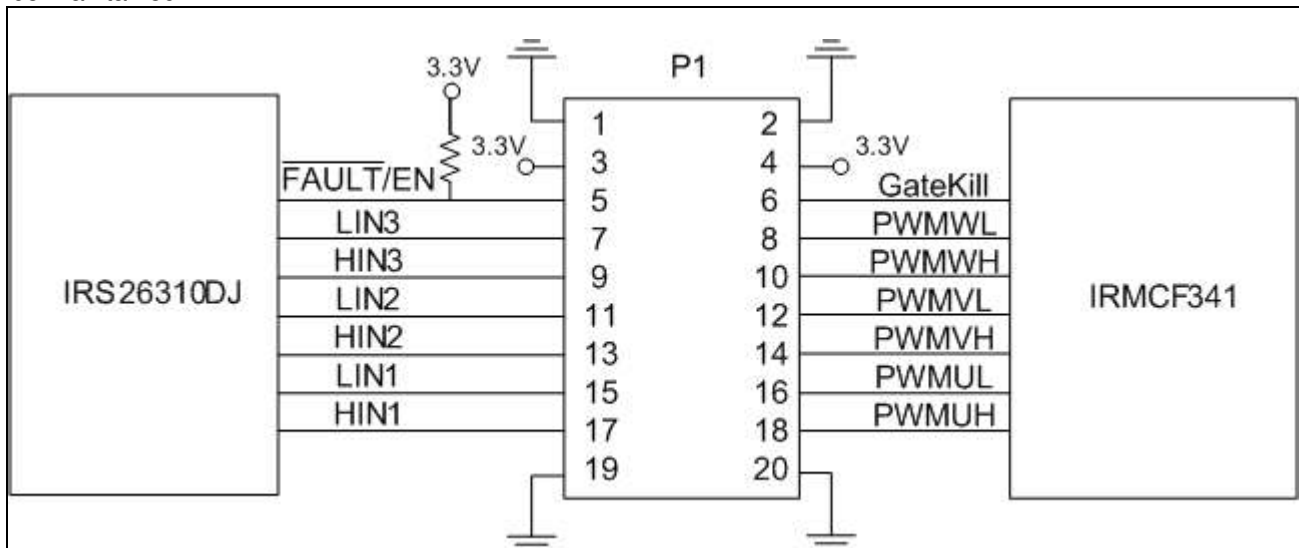 P1
3.3V
1 2
3.3V 3 4 3.3V
FAULT/EN 5 6 GateKill
LIN3 7 8 PWMWL
HIN3 9 10 PWMWH
IRS26310DJ LIN2 11 12 PWMVL IRMCF341
HIN2 13 14 PWMVH
LIN1 15 16 PWMUL
HIN1 17 18 PWMUH
19 20